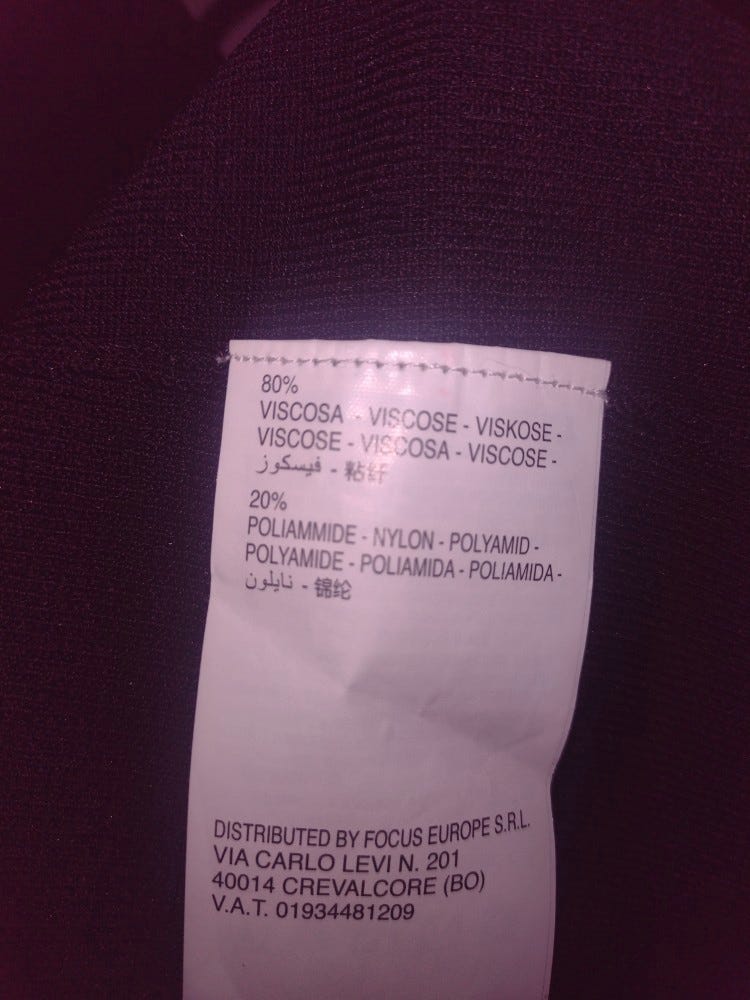 80%
VISCOSA - VISCOSE - VISKOSE -
VISCOSE - VISCOSA - VISCOSE -
فيسكوز - 粘纤
20%
POLIAMMIDE - NYLON - POLYAMID -
POLYAMIDE - POLIAMIDA - POLIAMIDA -
نايلون - 锦纶
DISTRIBUTED BY FOCUS EUROPE S.R.L.
VIA CARLO LEVI N. 201
40014 CREVALCORE (BO)
V.A.T. 01934481209